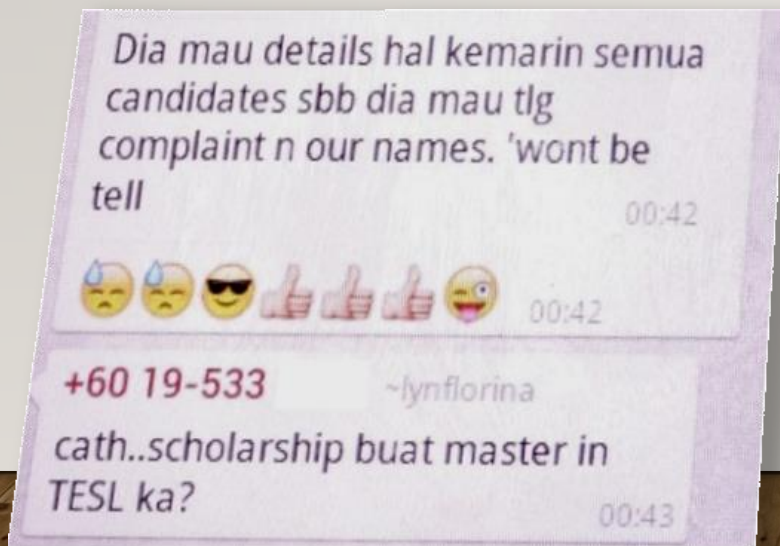 Dia mau details hal kemarin semua
candidates sbb dia mau tlg
complaint n our names. 'wont be
tell
00:42
😓😓😎👍👍👍😜 00:42
+60 19-533 ~lynflorina
cath..scholarship buat master in
TESL ka?
00:43